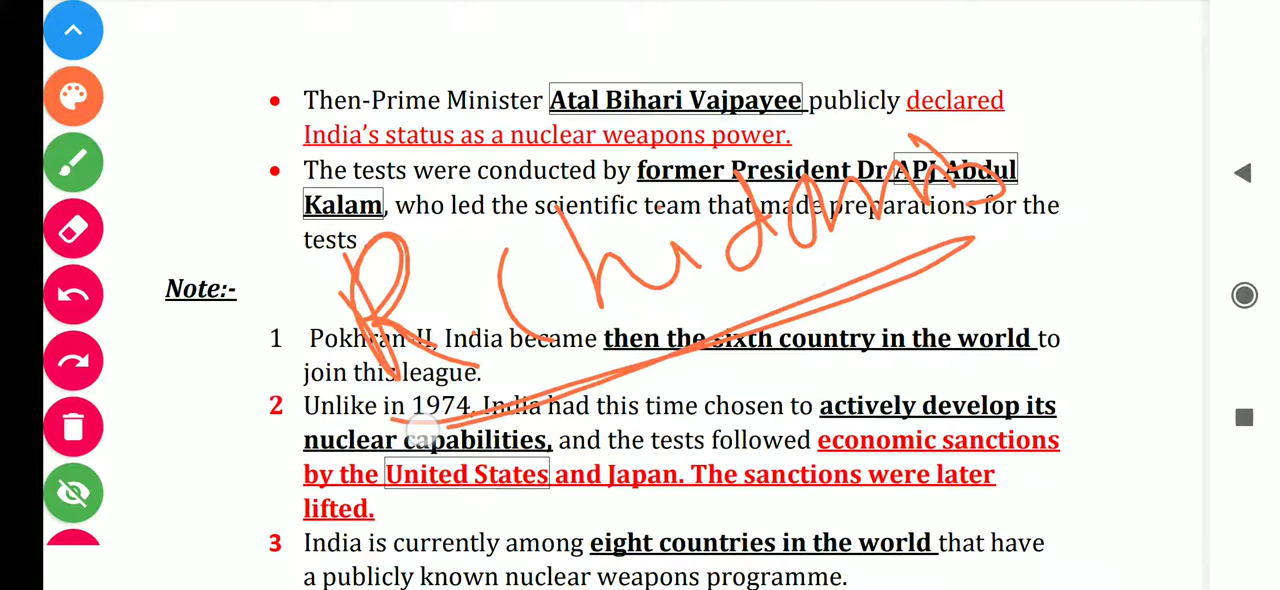 Then-Prime Minister Atal Bihari Vajpayee publicly declared
India's status as a nuclear weapons power.
The tests were conducted by former President Dr APJ Abdul
Kalam, who led the scientific team that made preparations for the
tests
R. Chidam
Note:-
1 Pokhran II, India became then the sixth country in the world to
join this league.
2 Unlike in 1974, India had this time chosen to actively develop its
nuclear capabilities, and the tests followed economic sanctions
by the United States and Japan. The sanctions were later
lifted.
3 India is currently among eight countries in the world that have
a publicly known nuclear weapons programme.